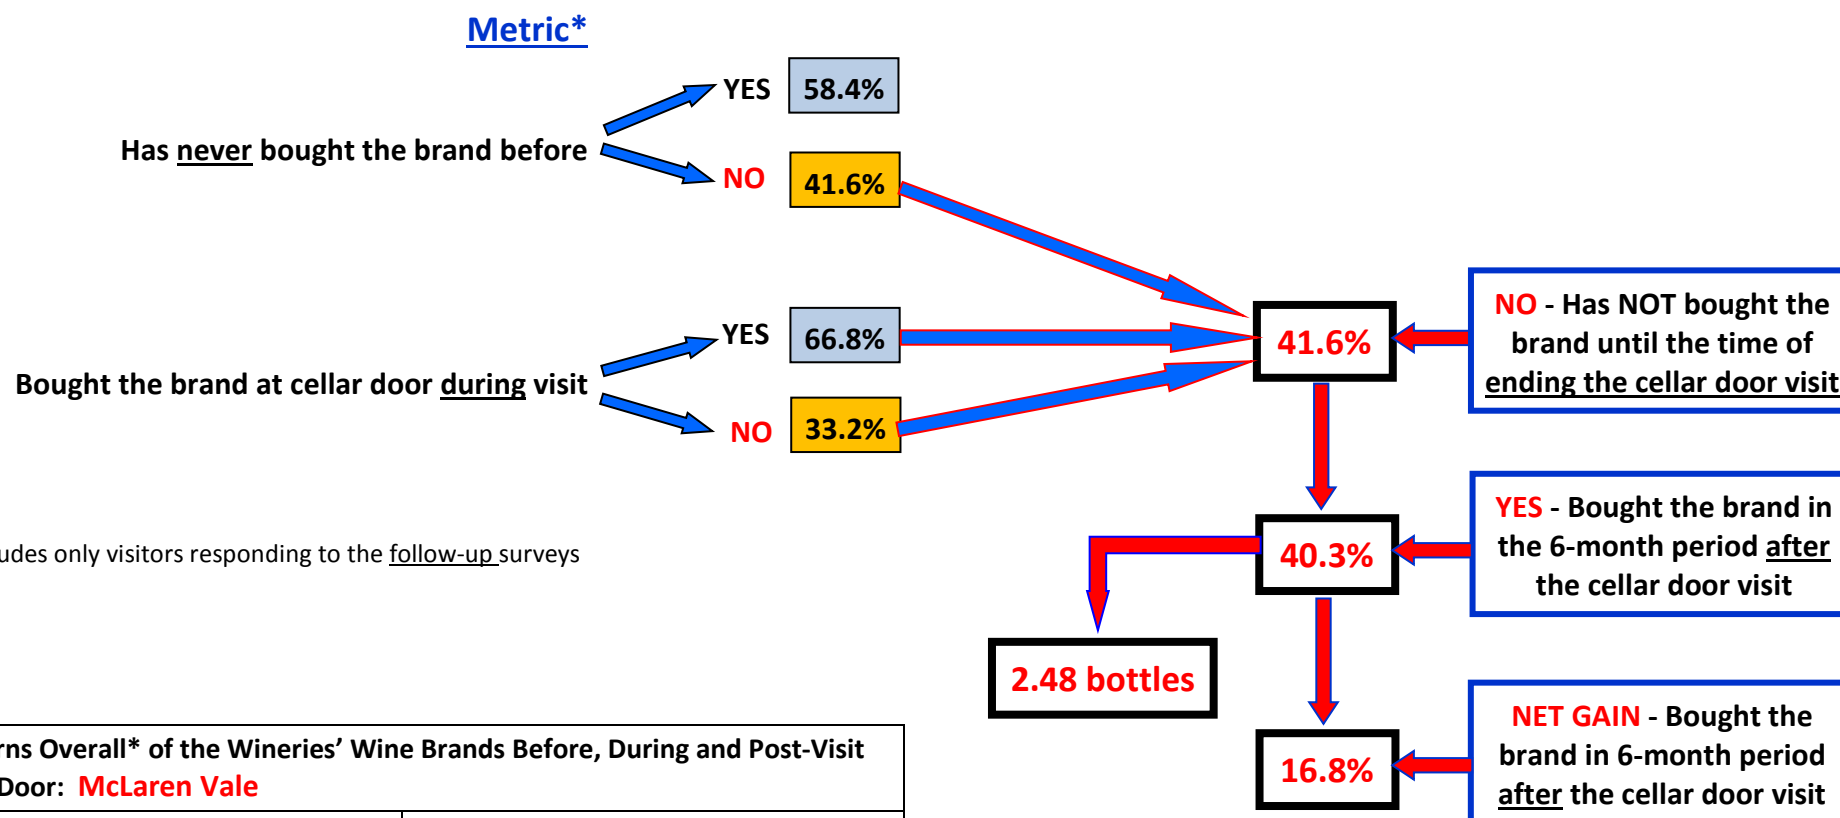 Metric*
YES 58.4%
Has never bought the brand before
NO 41.6%
YES 66.8%
Bought the brand at cellar door during visit
NO 33.2%
41.6%
NO - Has NOT bought the
brand until the time of
ending the cellar door visit
40.3%
YES - Bought the brand in
the 6-month period after
the cellar door visit
udes only visitors responding to the follow-up surveys
2.48 bottles
16.8%
NET GAIN - Bought the
brand in 6-month period
after the cellar door visit
rns Overall* of the Wineries' Wine Brands Before, During and Post-Visit
Door: McLaren Vale